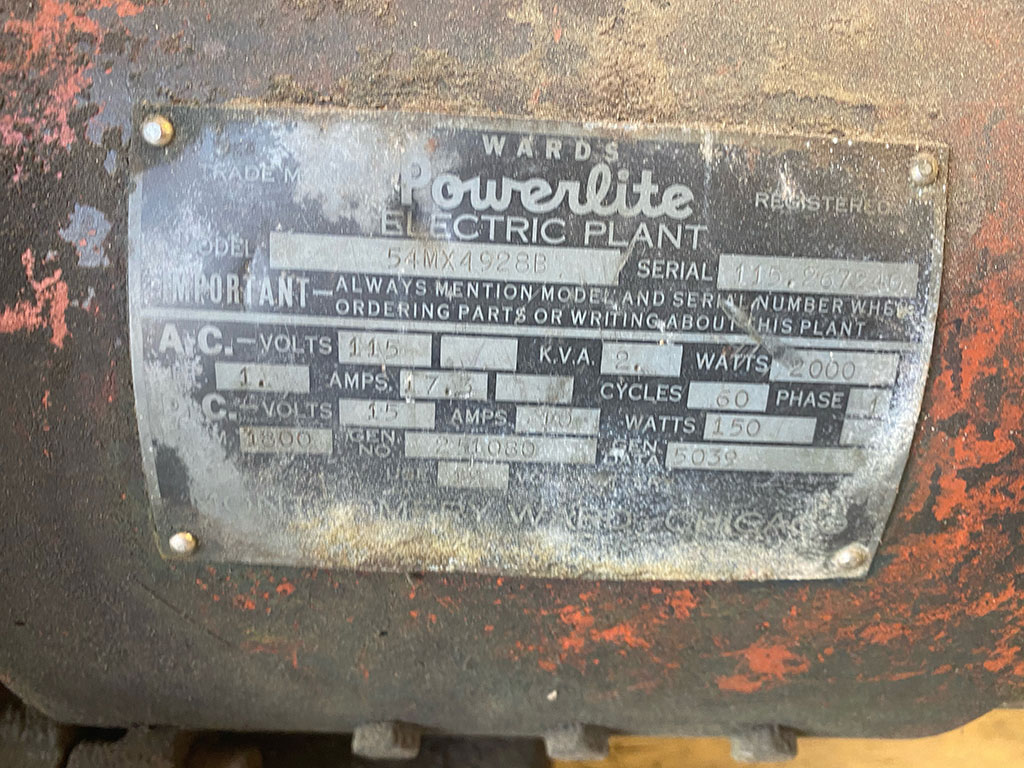 WARDS
TRADE M
Powerlite
REGISTERED
ELECTRIC PLANT
MODEL 54MX4928B SERIAL
IMPORTANT—ALWAYS MENTION MODEL AND SERIAL NUMBER WHEN
ORDERING PARTS OR WRITING ABOUT THIS PLANT
A.C.—VOLTS 115 K.V.A. 2. WATTS 2000
1. AMPS. 17.3 CYCLES 60 PHASE 1
D.C.—VOLTS 15 AMPS. 10 WATTS 150
1800 GEN. NO. GEN. 5039
MONTGOMERY WARD - CHICAGO